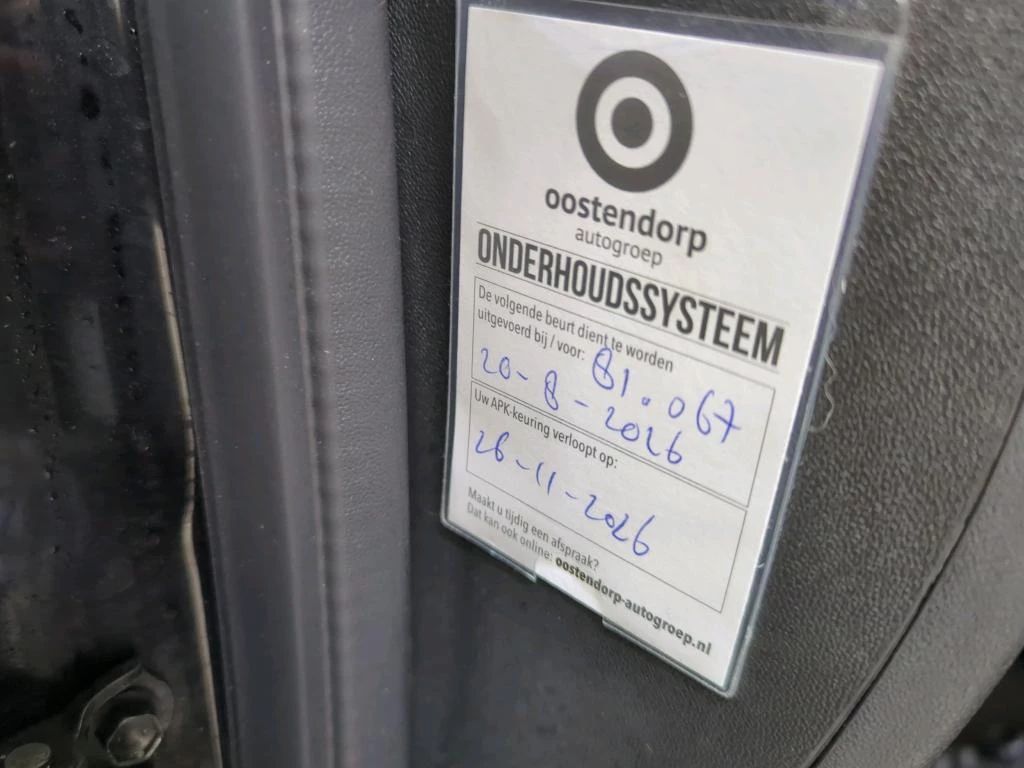 oostendorp
autogroep
ONDERHOUDSSYSTEEM
De volgende beurt dient te worden
uitgevoerd bij / voor: 81.067
20-8-2026
Uw APK-keuring verloopt op:
26-11-2026
Maakt u tijdig een afspraak?
Dat kan ook online: oostendorp-autogroep.nl